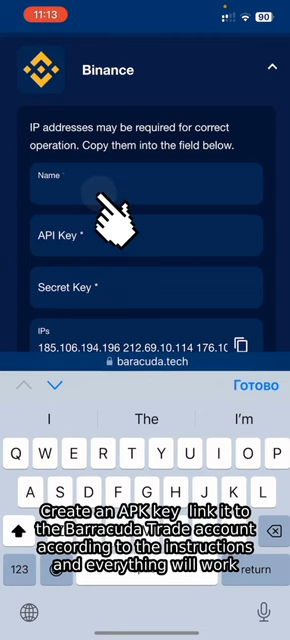 11:13
90
Binance
IP addresses may be required for correct
operation. Copy them into the field below.
Name
API Key *
Secret Key *
IPs
185.106.194.196 212.69.10.114 176.10
baracuda.tech
Готово
I The I'm
Q W E R T Y U I O P
A S D F G H J K L
Create an APK key link it to
the Barracuda Trade account
according to the instructions
and everything will work
123 return